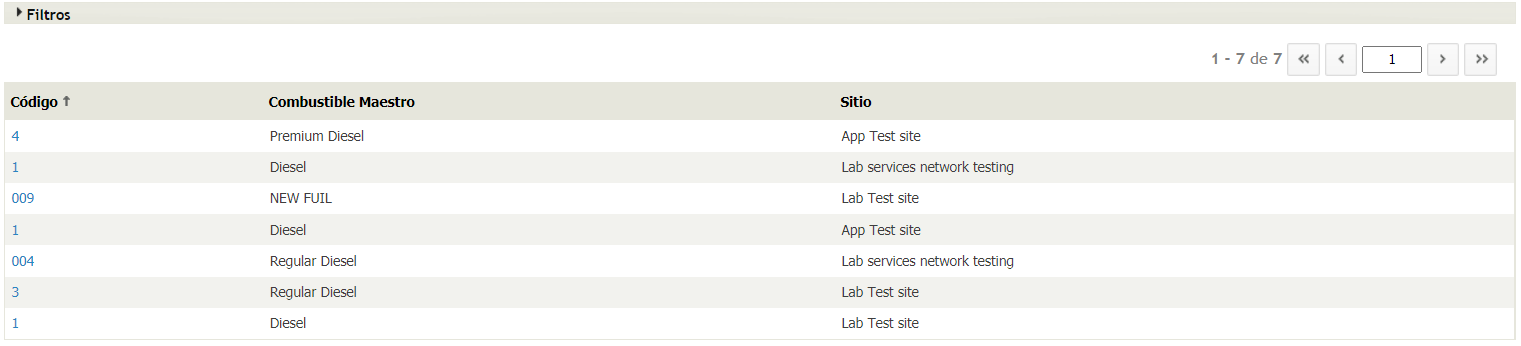 Filtros
1 - 7 de 7 « ‹ 1 › »
Código ↑ Combustible Maestro Sitio
4 Premium Diesel App Test site
1 Diesel Lab services network testing
009 NEW FUIL Lab Test site
1 Diesel App Test site
004 Regular Diesel Lab services network testing
3 Regular Diesel Lab Test site
1 Diesel Lab Test site